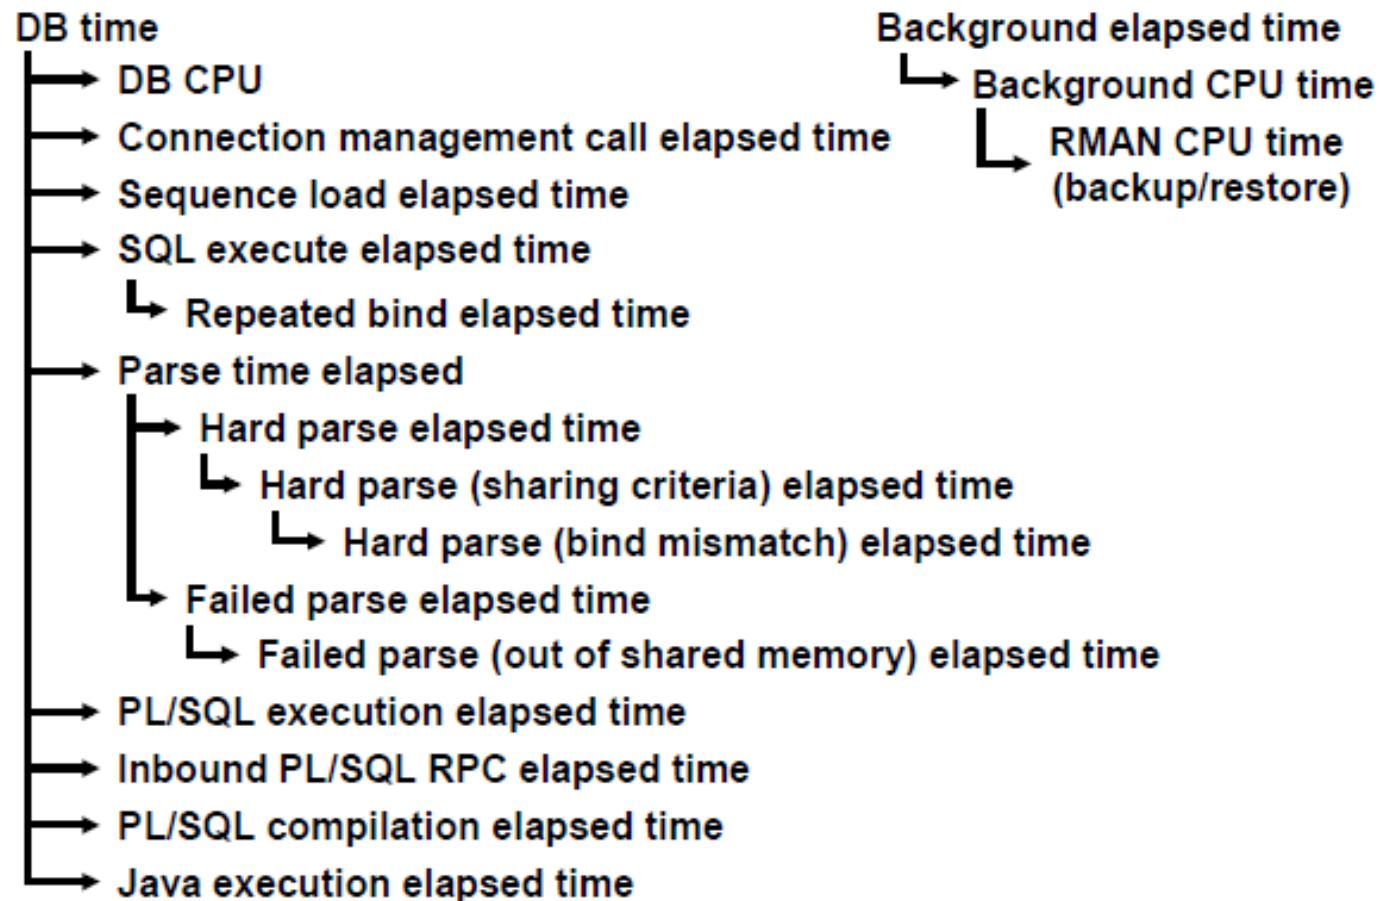 DB time
DB CPU
Connection management call elapsed time
Sequence load elapsed time
SQL execute elapsed time
Repeated bind elapsed time
Parse time elapsed
Hard parse elapsed time
Hard parse (sharing criteria) elapsed time
Hard parse (bind mismatch) elapsed time
Failed parse elapsed time
Failed parse (out of shared memory) elapsed time
PL/SQL execution elapsed time
Inbound PL/SQL RPC elapsed time
PL/SQL compilation elapsed time
Java execution elapsed time
Background elapsed time
Background CPU time
RMAN CPU time
(backup/restore)